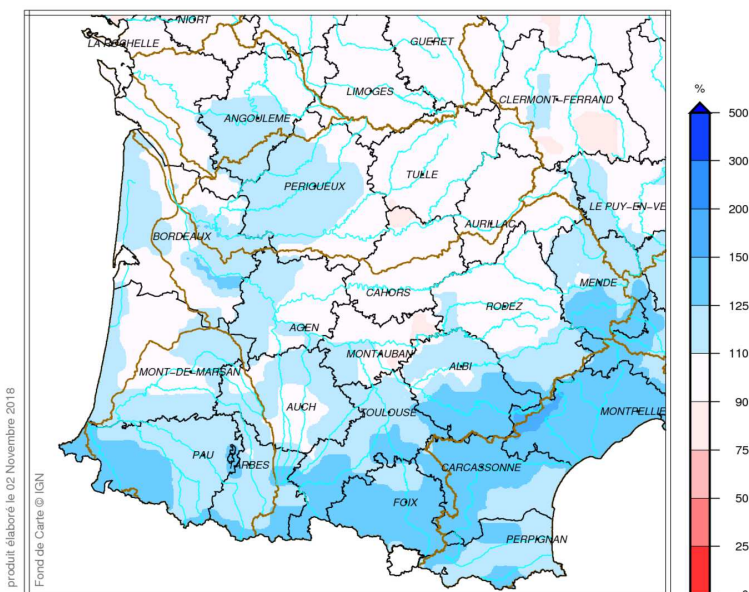 NIORT
LA ROCHELLE
GUERET
LIMOGES
CLERMONT-FERRAND
ANGOULEME
PERIGUEUX
TULLE
LE PUY-EN-VE
AURILLAC
BORDEAUX
MENDE
CAHORS
RODEZ
AGEN
MONTAUBAN
ALBI
MONT-DE-MARSAN
AUCH
TOULOUSE
MONTPELLIE
PAU
TARBES
CARCASSONNE
FOIX
PERPIGNAN
%
500
300
200
150
125
110
90
75
50
25
produit élaboré le 02 Novembre 2018
Fond de Carte © IGN